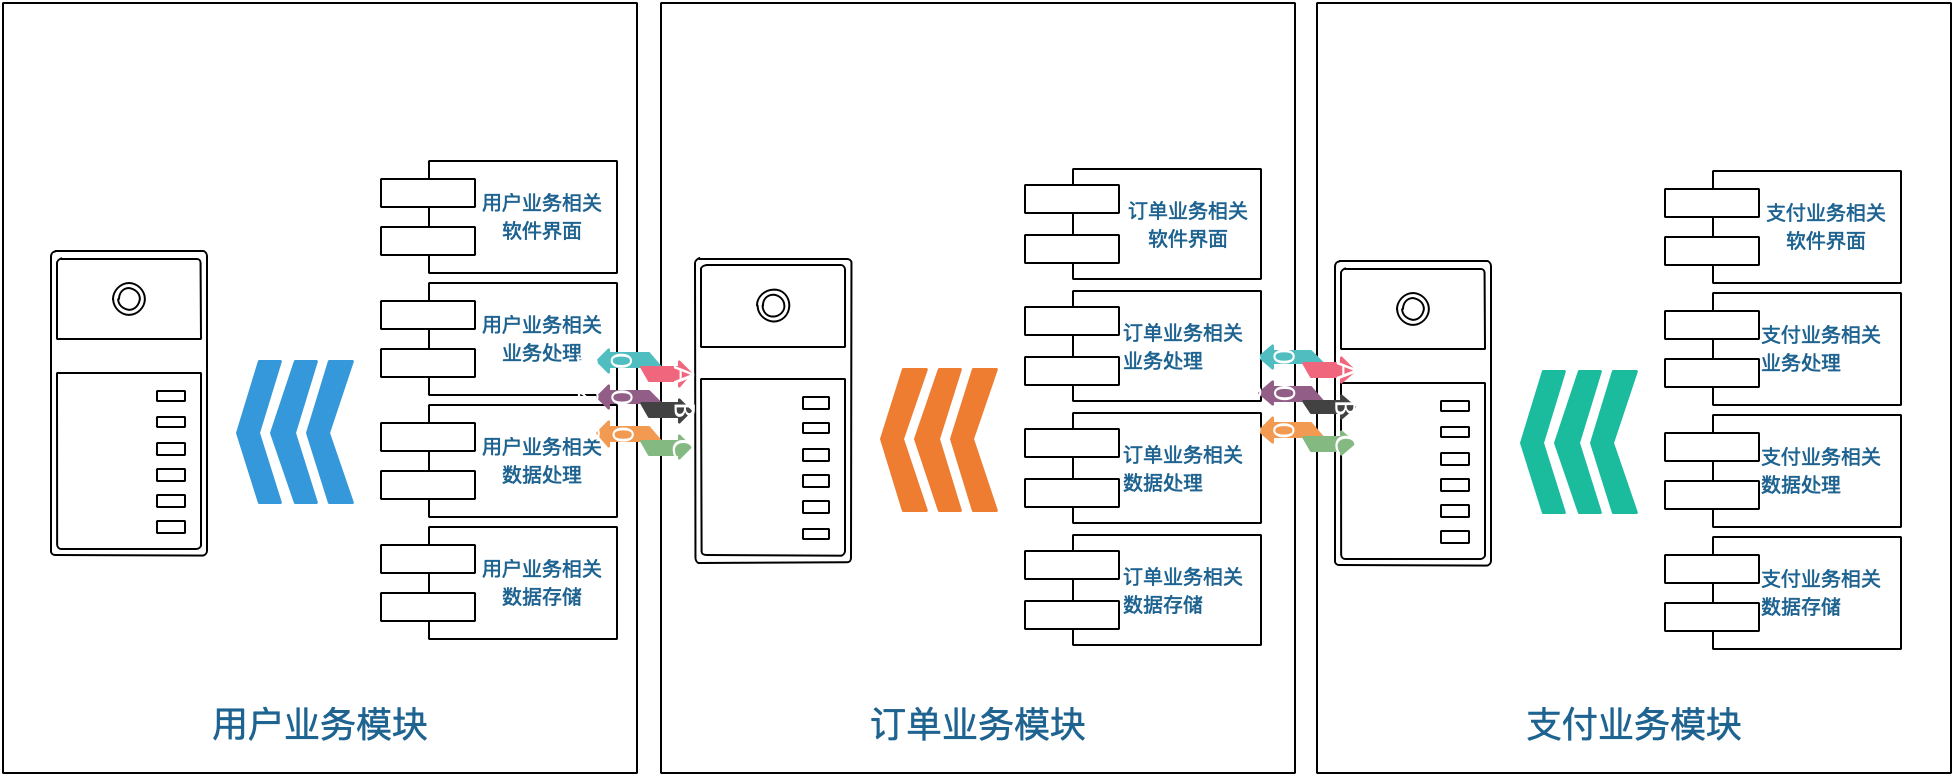 用户业务相关
软件界面
用户业务相关
业务处理
用户业务相关
数据处理
用户业务相关
数据存储
用户业务模块
订单业务相关
软件界面
订单业务相关
业务处理
订单业务相关
数据处理
订单业务相关
数据存储
订单业务模块
支付业务相关
软件界面
支付业务相关
业务处理
支付业务相关
数据处理
支付业务相关
数据存储
支付业务模块